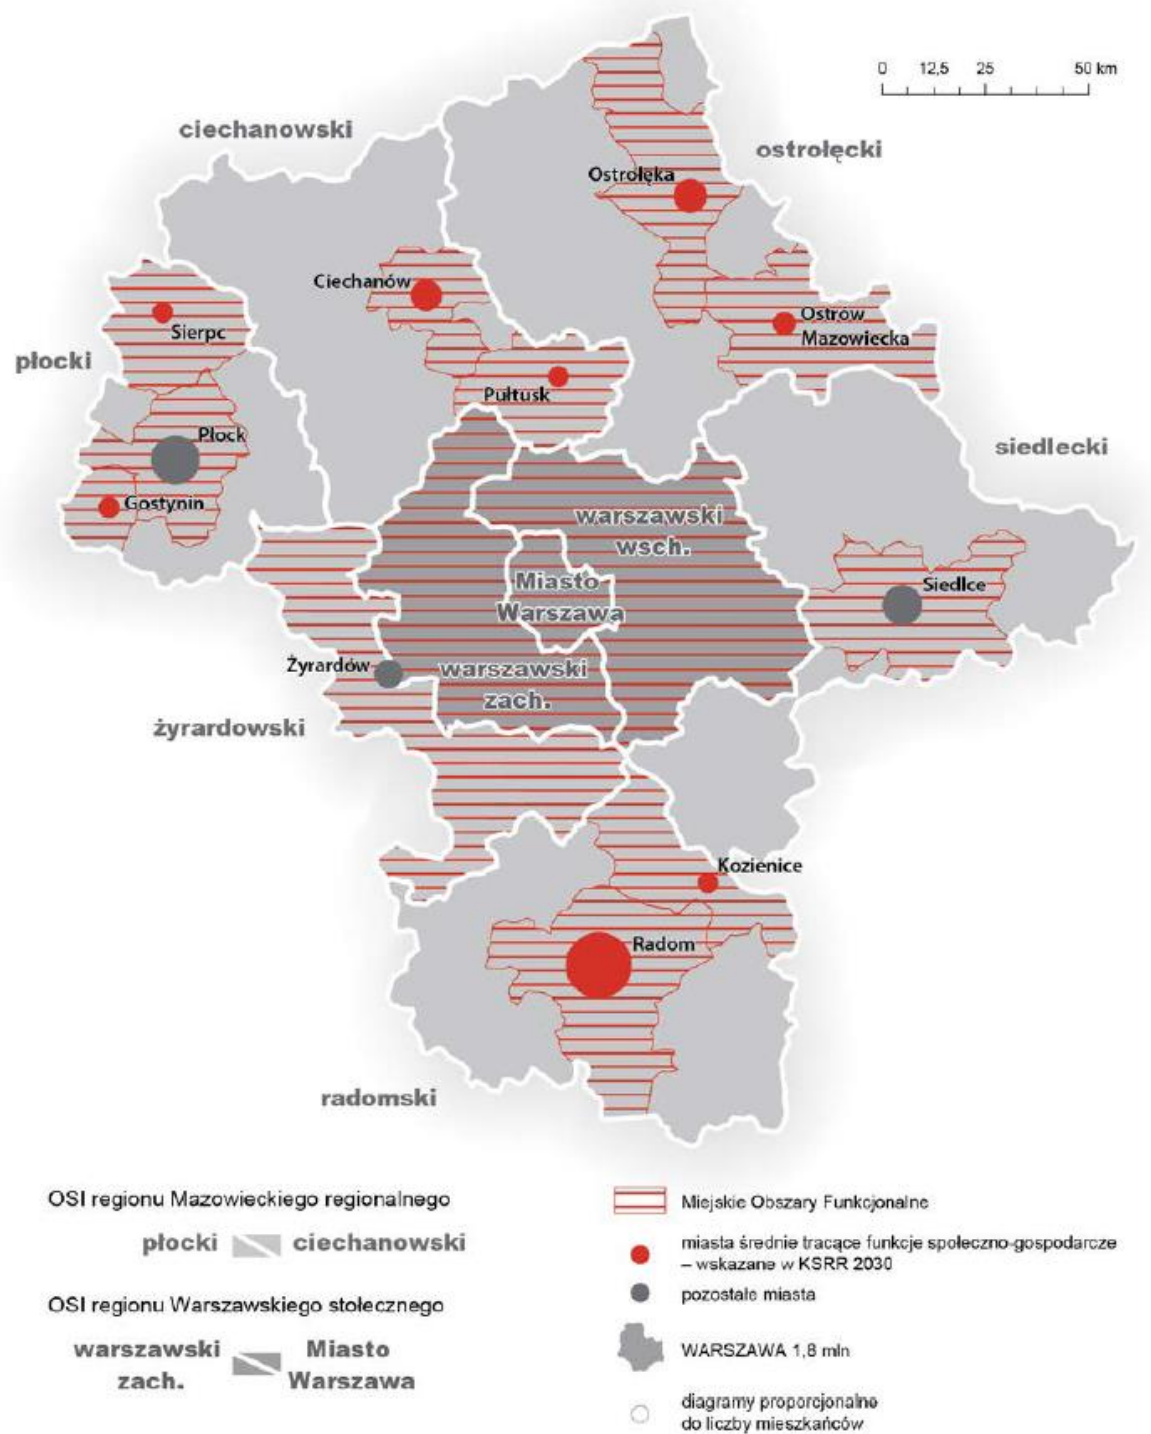 0 12,5 25 50 km
ciechanowski
ostrołęcki
Ostrołęka
Ciechanów
Sierpc
Ostrów
Mazowiecka
płocki
Pułtusk
Płock
siedlecki
Gostynin
warszawski
wsch.
Miasto
Warszawa
Siedlce
Żyrardów
warszawski
zach.
żyrardowski
Kozienice
Radom
radomski
OSI regionu Mazowieckiego regionalnego
płocki ciechanowski
OSI regionu Warszawskiego stołecznego
warszawski
zach.
Miasto
Warszawa
Miejskie Obszary Funkcjonalne
miasta średnie tracące funkcje społeczno-gospodarcze
– wskazane w KSRR 2030
pozostałe miasta
WARSZAWA 1,8 mln
diagramy proporcjonalne
do liczby mieszkańców